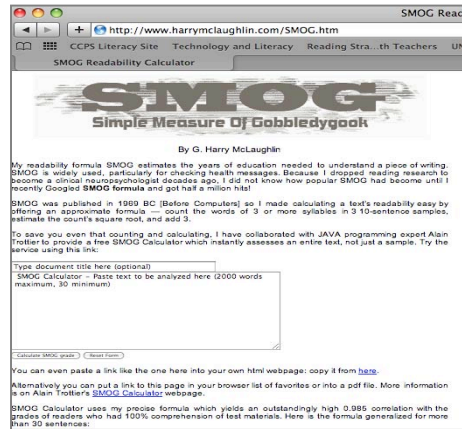 SMOG Reac
http://www.harrymclaughlin.com/SMOG.htm
CCPS Literacy Site Technology and Literacy Reading Stra...th Teachers UN
SMOG Readability Calculator
SMOG
Simple Measure Of Gobbledygook
By G. Harry McLaughlin
My readability formula SMOG estimates the years of education needed to understand a piece of writing.
SMOG is widely used, particularly for checking health messages. Because I dropped reading research to
become a clinical neuropsychologist decades ago, I did not know how popular SMOG had become until I
recently Googled SMOG formula and got half a million hits!
SMOG was published in 1969 BC [Before Computers] so I made calculating a text's readability easy by
offering an approximate formula — count the words of 3 or more syllables in 3 10-sentence samples,
estimate the count's square root, and add 3.
To save you even that counting and calculating, I have collaborated with JAVA programming expert Alain
Trottier to provide a free SMOG Calculator which instantly assesses an entire text, not just a sample. Try the
service using this link:
Type document title here (optional)
SMOG Calculator - Paste text to be analyzed here (2000 words
maximum, 30 minimum)
Calculate SMOG grade Reset Form
You can even paste a link like the one here into your own html webpage: copy it from here.
Alternatively you can put a link to this page in your browser list of favorites or into a pdf file. More information
is on Alain Trottier's SMOG Calculator webpage.
SMOG Calculator uses my precise formula which yields an outstandingly high 0.985 correlation with the
grades of readers who had 100% comprehension of test materials. Here is the formula generalized for more
than 30 sentences: